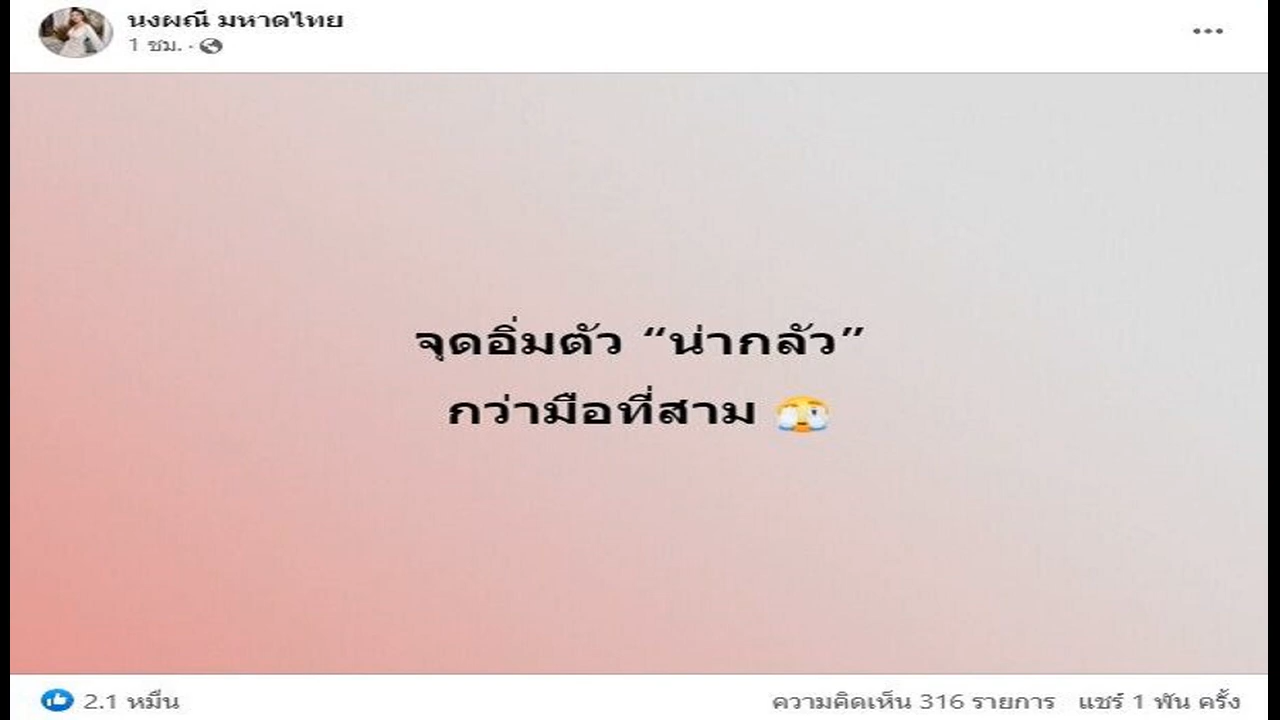 นงผณี มหาดไทย
1 ชม. ·
จุดอิ่มตัว “น่ากลัว”
กว่ามือที่สาม
2.1 หมื่น
ความคิดเห็น 316 รายการ แชร์ 1 พัน ครั้ง